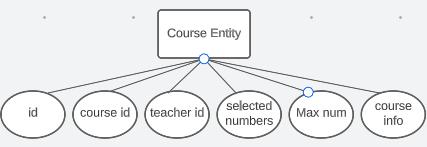 Course Entity
id
course id
teacher id
selected
numbers
Max num
course
info